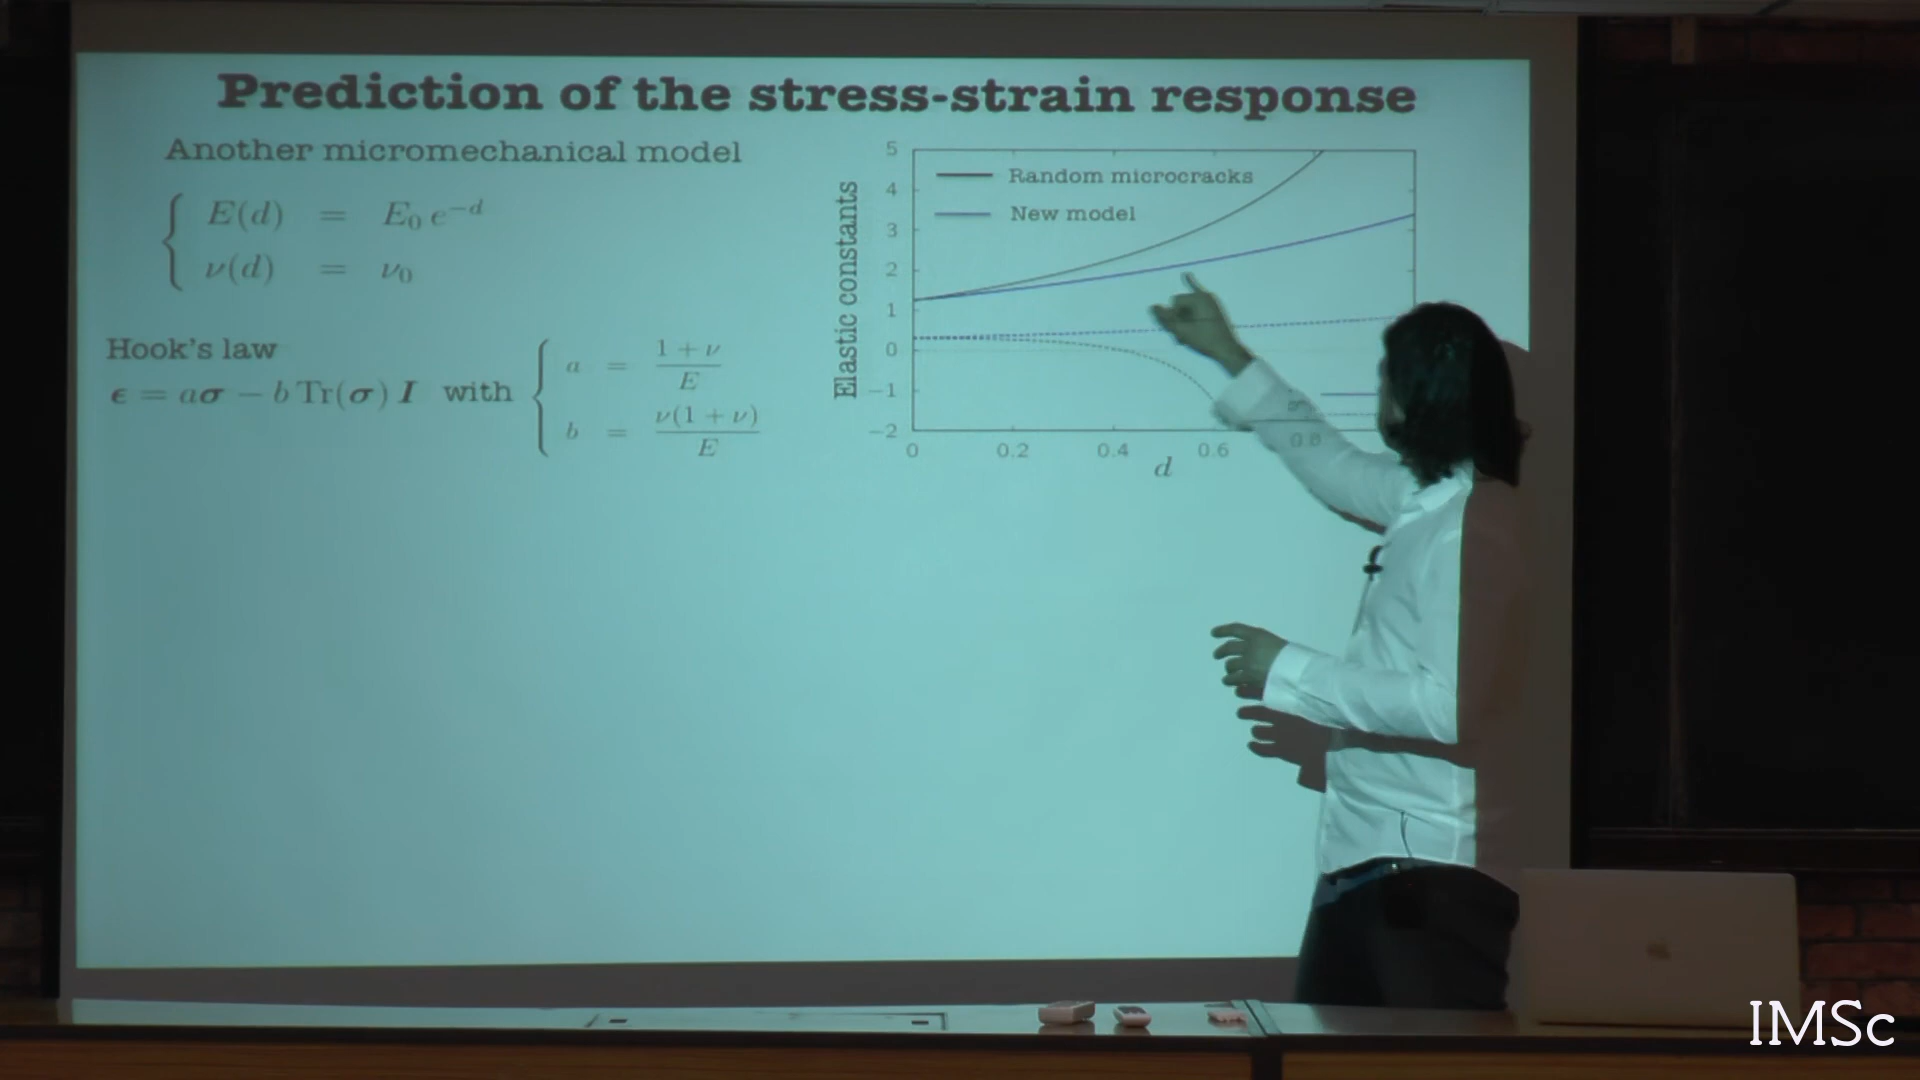 Prediction of the stress-strain response
Another micromechanical model
E(d) = E₀ e^{-d}
ν(d) = ν₀
Hook's law
ϵ = aσ − b Tr(σ) I with
a = (1 + ν)/E
b = ν(1 + ν)/E
Elastic constants
5
4
3
2
1
0
−1
−2
Random microcracks
New model
0 0.2 0.4 0.6 0.8
d
IMSc